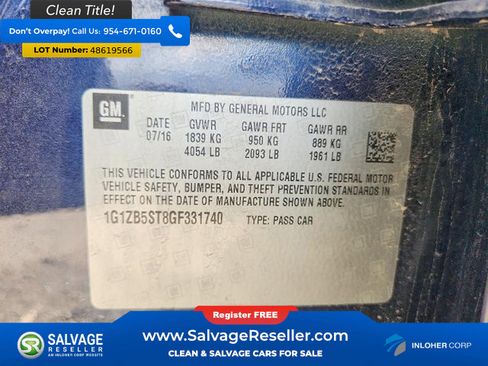 Clean Title!
Don't Overpay! Call Us: 954-671-0160
LOT Number: 48619566
GM
MFD BY GENERAL MOTORS LLC
DATE GVWR GAWR FRT GAWR RR
07/16 1839 KG 950 KG 889 KG
4054 LB 2093 LB 1961 LB
THIS VEHICLE CONFORMS TO ALL APPLICABLE U.S. FEDERAL MOTOR
VEHICLE SAFETY, BUMPER, AND THEFT PREVENTION STANDARDS IN
EFFECT ON THE DATE OF MANUFACTURE SHOWN ABOVE.
1G1ZB5ST8GF331740 TYPE: PASS CAR
Register FREE
SALVAGE
RESELLER
AN INLOHER CORP WEBSITE
www.SalvageReseller.com
CLEAN & SALVAGE CARS FOR SALE
INLOHER CORP